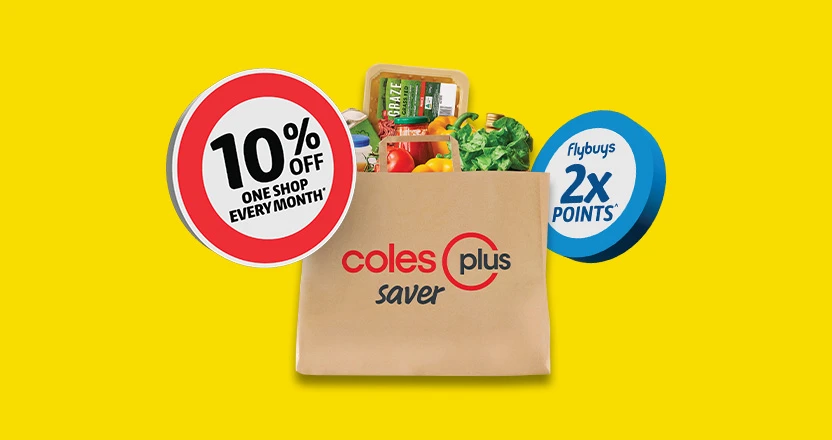 10% OFF
ONE SHOP
EVERY MONTH*
GRAZE
Flybuys
2x
POINTS^
coles plus
saver